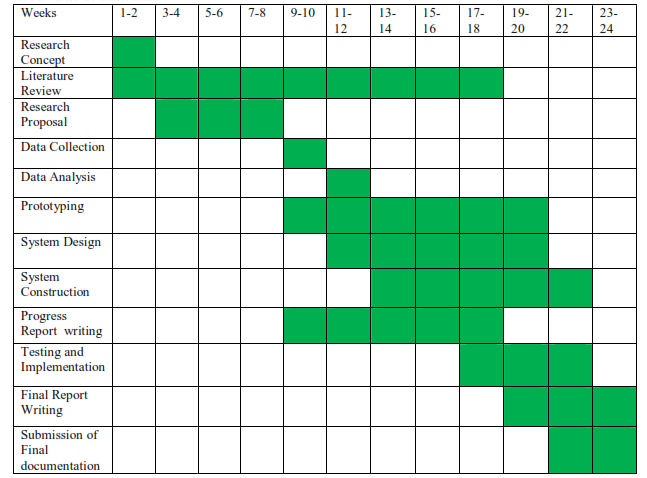 Weeks 1-2 3-4 5-6 7-8 9-10 11- 13- 15- 17- 19- 21- 23-
12 14 16 18 20 22 24
Research
Concept
Literature
Review
Research
Proposal
Data Collection
Data Analysis
Prototyping
System Design
System
Construction
Progress
Report writing
Testing and
Implementation
Final Report
Writing
Submission of
Final
documentation